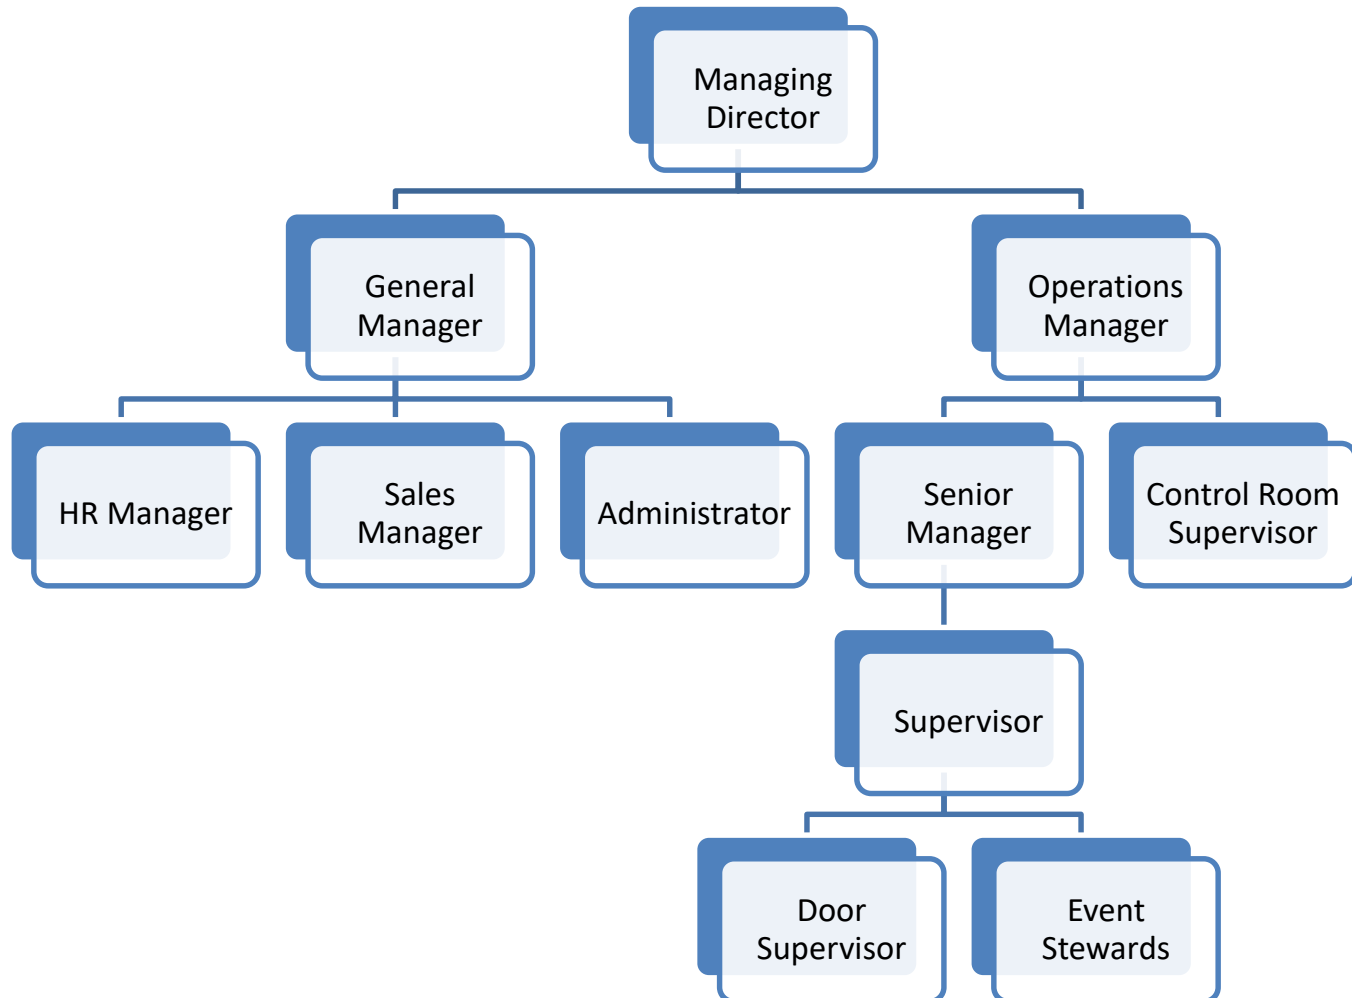 Managing
Director
General
Manager
Operations
Manager
HR Manager
Sales
Manager
Administrator
Senior
Manager
Control Room
Supervisor
Supervisor
Door
Supervisor
Event
Stewards